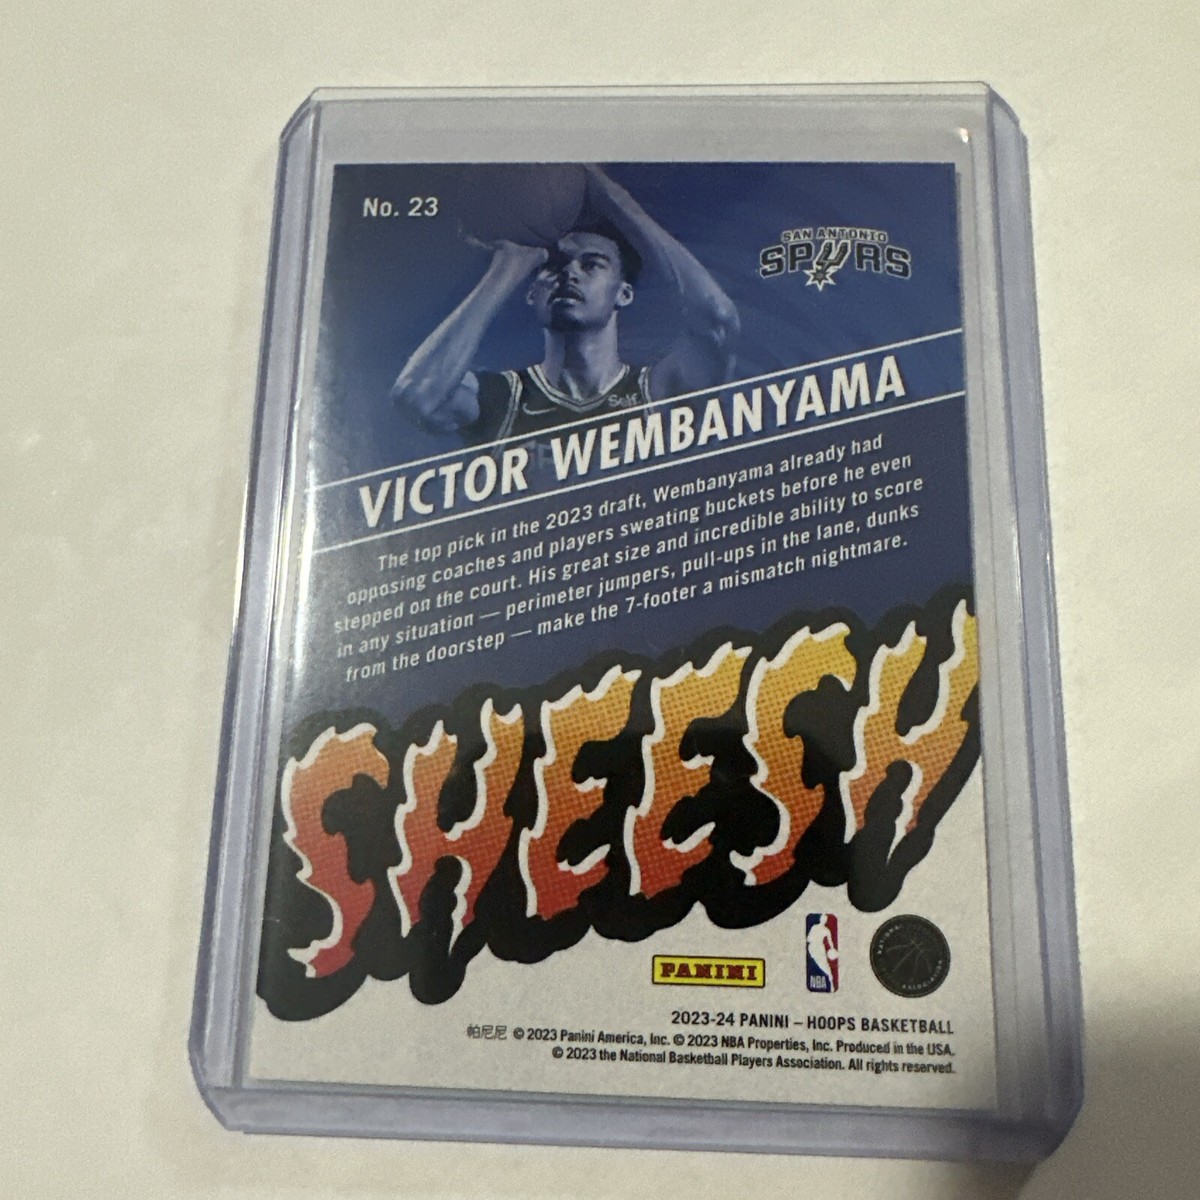 No. 23
SAN ANTONIO
SPURS
Self.
VICTOR WEMBANYAMA
The top pick in the 2023 draft, Wembanyama already had
opposing coaches and players sweating buckets before he even
stepped on the court. His great size and incredible ability to score
in any situation — perimeter jumpers, pull-ups in the lane, dunks
from the doorstep — make the 7-footer a mismatch nightmare.
SHEESH
PANINI
NBA
2023-24 PANINI – HOOPS BASKETBALL
帕尼尼 © 2023 Panini America, Inc. © 2023 NBA Properties, Inc. Produced in the USA.
© 2023 the National Basketball Players Association. All rights reserved.